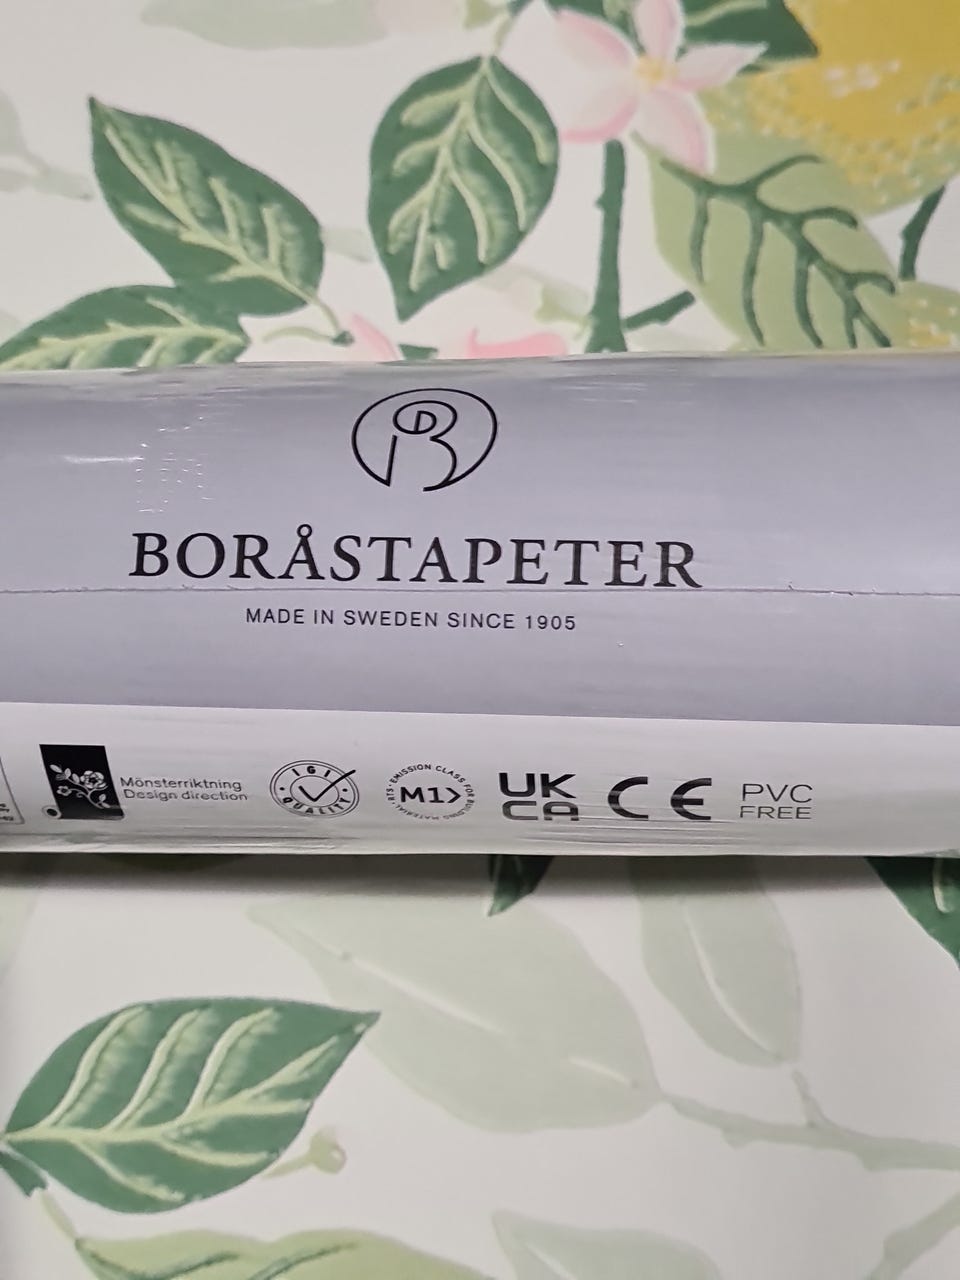 BORÅSTAPETER
MADE IN SWEDEN SINCE 1905
Mönsterriktning
Design direction
IGI
QUALITY
RTS · EMISSION CLASS FOR BUILDING MATERIAL
M1
UK
CA
CE
PVC
FREE